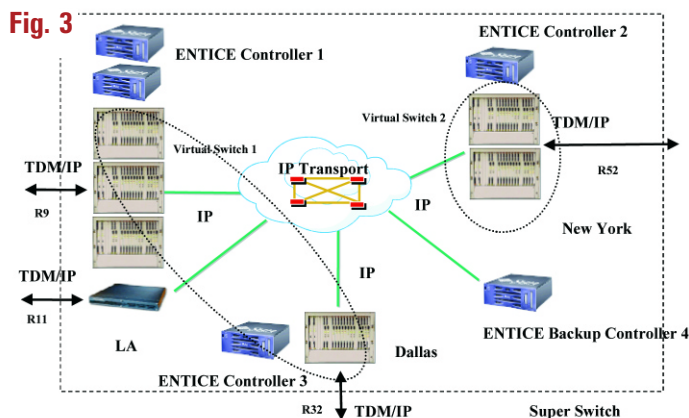 Fig. 3
ENTICE Controller 1
ENTICE Controller 2
Virtual Switch 1
Virtual Switch 2
IP Transport
TDM/IP
R9
IP
IP
TDM/IP
R52
New York
TDM/IP
R11
LA
IP
ENTICE Controller 3
Dallas
ENTICE Backup Controller 4
R32
TDM/IP
Super Switch